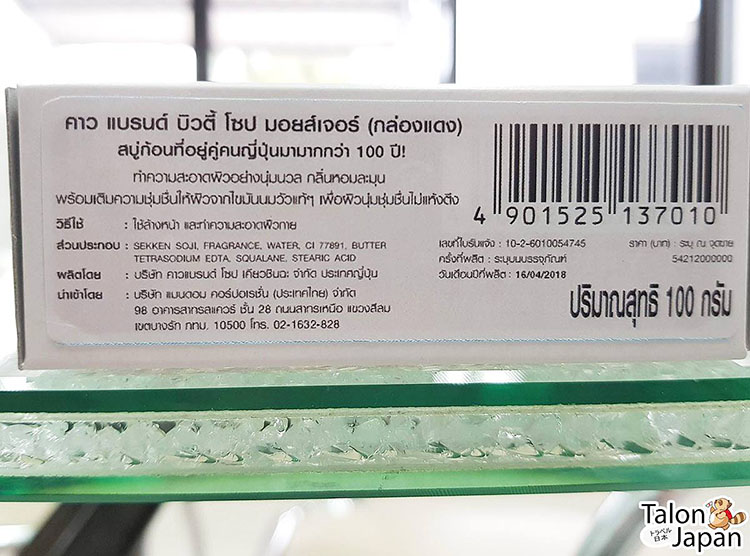 คาว แบรนด์ บิวตี้ โซป มอยส์เจอร์ (กล่องแดง)
สบู่ก้อนที่อยู่คู่คนญี่ปุ่นมามากกว่า 100 ปี!
ทำความสะอาดผิวอย่างนุ่มนวล กลิ่นหอมละมุน
พร้อมเติมความชุ่มชื่นให้ผิวจากไขมันนมวัวแท้ๆ เพื่อผิวนุ่มชุ่มชื่นไม่แห้งตึง
วิธีใช้ : ใช้ล้างหน้า และทำความสะอาดผิวกาย
ส่วนประกอบ : SEKKEN SOJI, FRAGRANCE, WATER, CI 77891, BUTTER
TETRASODIUM EDTA, SQUALANE, STEARIC ACID
ผลิตโดย : บริษัท คาวแบรนด์ โซป เคียวชินฉะ จำกัด ประเทศญี่ปุ่น
นำเข้าโดย : บริษัท แมนดอม คอร์ปอเรชั่น (ประเทศไทย) จำกัด
98 อาคารสาทรสแควร์ ชั้น 28 ถนนสาทรเหนือ แขวงสีลม
เขตบางรัก กทม. 10500 โทร. 02-1632-828
4 901525 137010
เลขที่ใบรับแจ้ง : 10-2-6010054745 ราคา (บาท) : ระบุ ณ จุดขาย
ครั้งที่ผลิต : ระบุบนบรรจุภัณฑ์ 54212000000
วันเดือนปีที่ผลิต : 16/04/2018
ปริมาณสุทธิ 100 กรัม
Talon
トラベル
日本
Japan